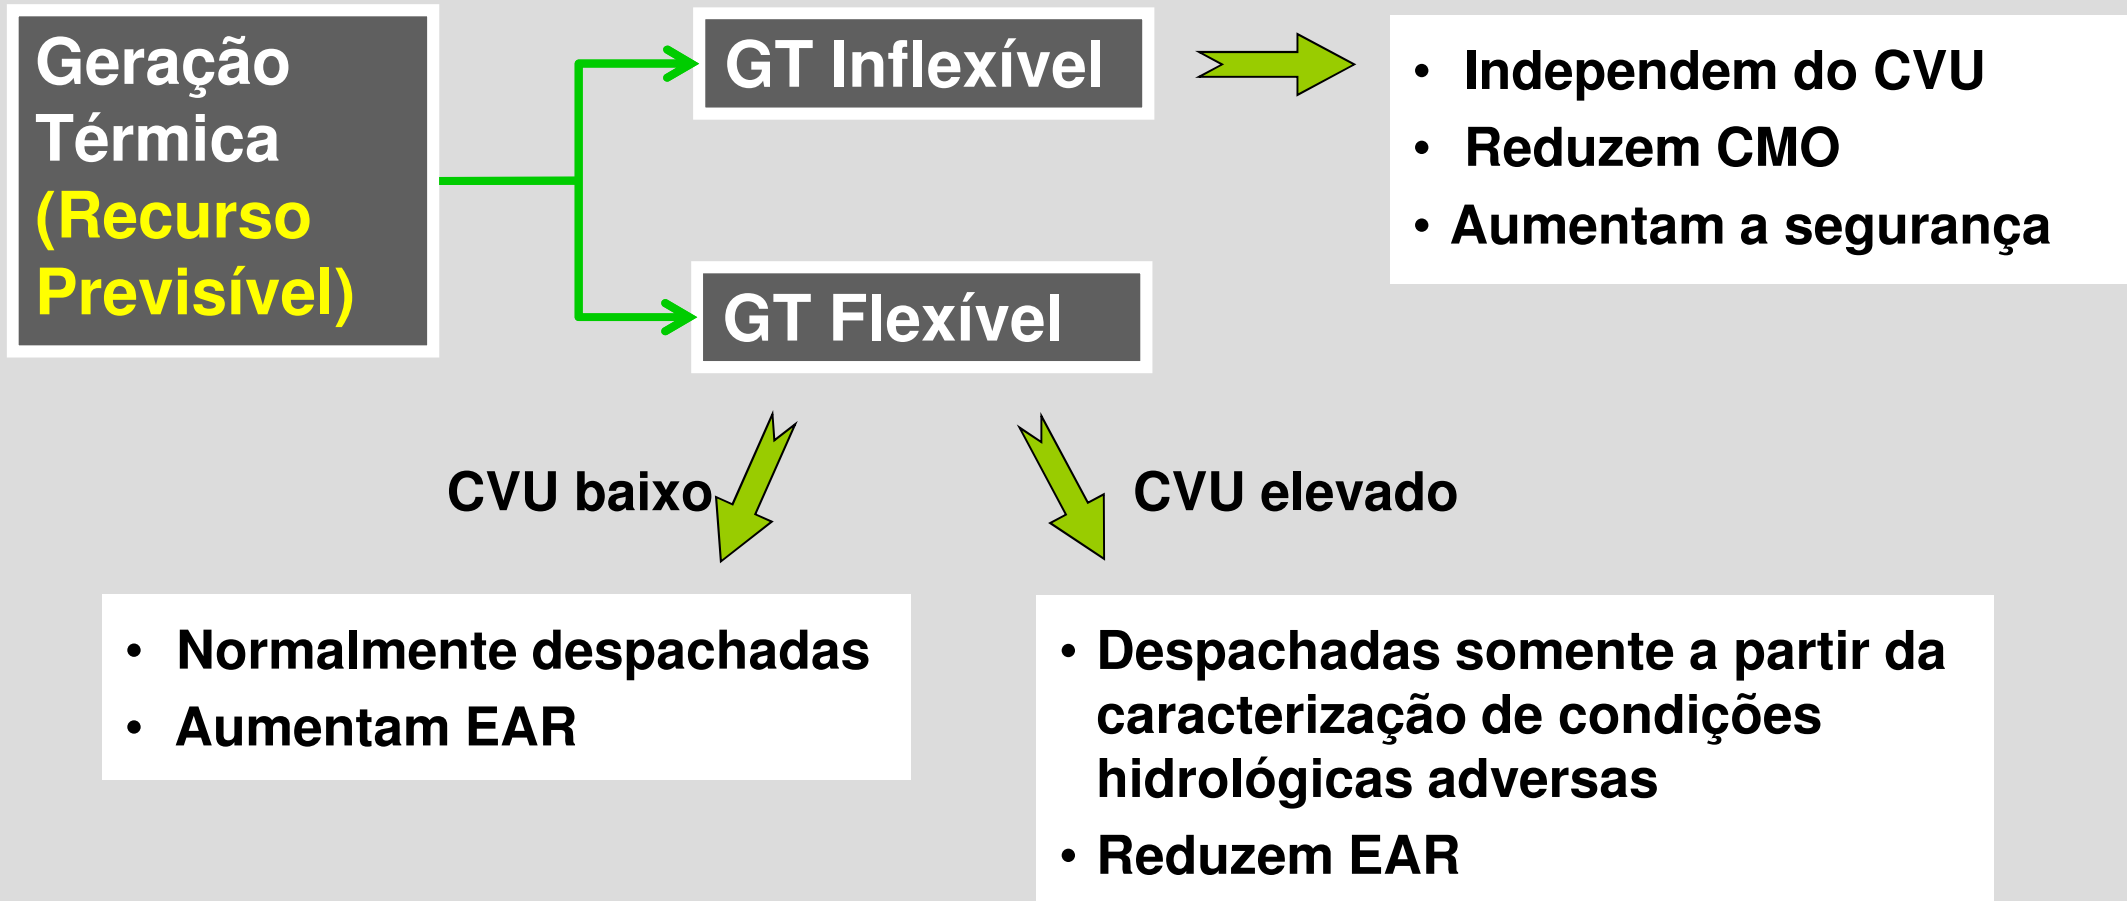 Geração
Térmica
(Recurso
Previsível)
GT Inflexível
• Independem do CVU
• Reduzem CMO
• Aumentam a segurança
GT Flexível
CVU baixo
CVU elevado
• Normalmente despachadas
• Aumentam EAR
• Despachadas somente a partir da
caracterização de condições
hidrológicas adversas
• Reduzem EAR